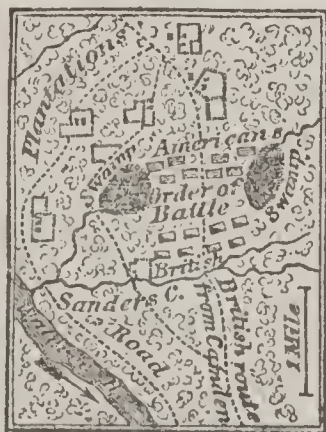 Plantations
Americans
Swamp
Swamp
Order of
Battle
British
Sanders C.
Road
British route
from Camden
1 Mile